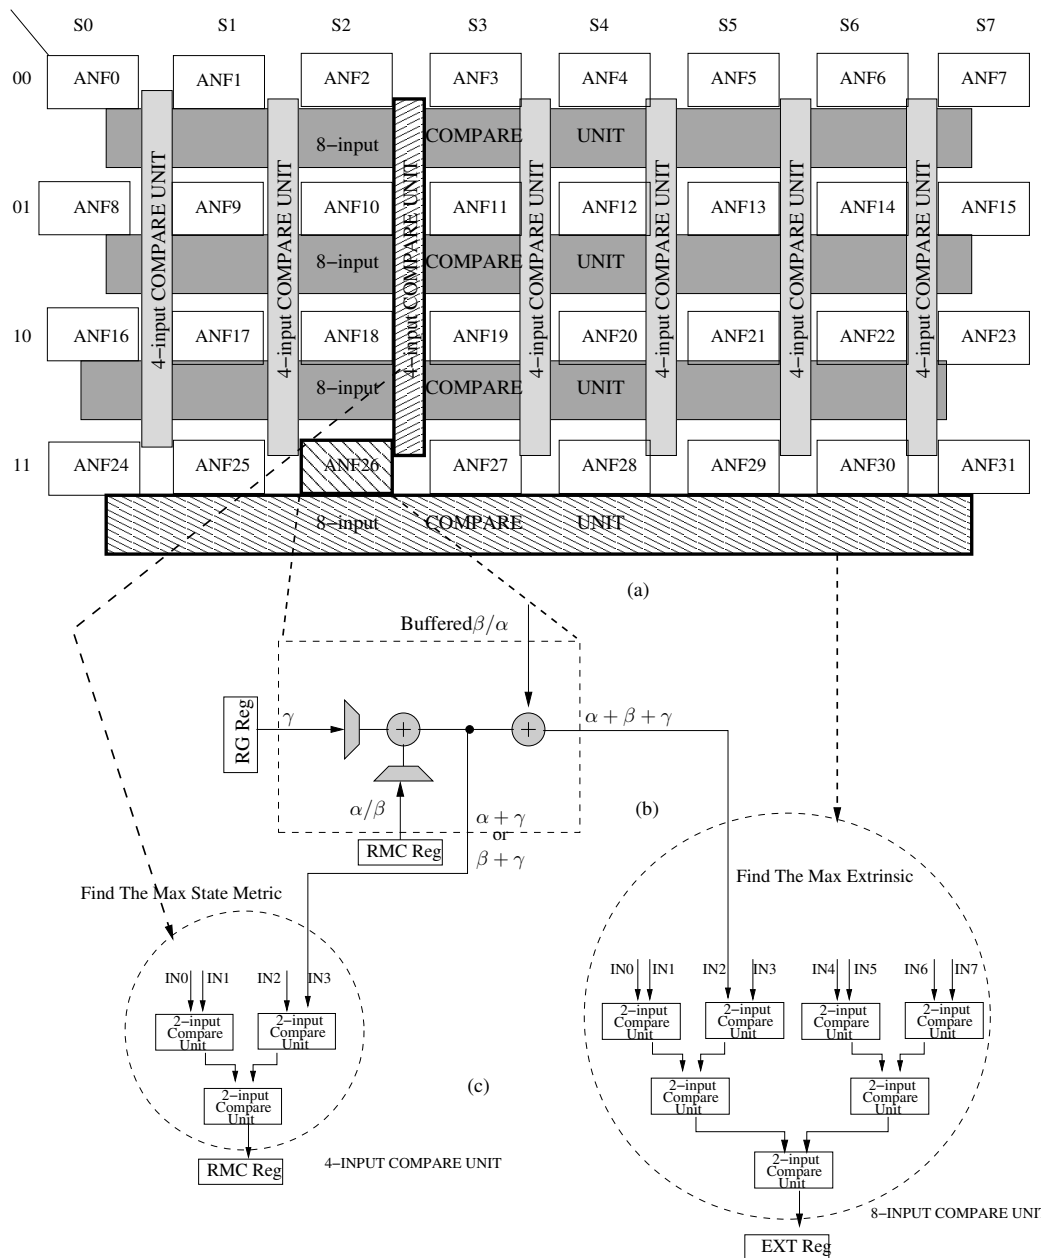 S0 S1 S2 S3 S4 S5 S6 S7
00 ANF0 ANF1 ANF2 ANF3 ANF4 ANF5 ANF6 ANF7
8−input COMPARE UNIT
01 ANF8 ANF9 ANF10 ANF11 ANF12 ANF13 ANF14 ANF15
8−input COMPARE UNIT
10 ANF16 ANF17 ANF18 ANF19 ANF20 ANF21 ANF22 ANF23
8−input COMPARE UNIT
11 ANF24 ANF25 ANF26 ANF27 ANF28 ANF29 ANF30 ANF31
8−input COMPARE UNIT
4−input COMPARE UNIT
4−input COMPARE UNIT
4−input COMPARE UNIT
4−input COMPARE UNIT
4−input COMPARE UNIT
4−input COMPARE UNIT
4−input COMPARE UNIT
(a)
Buffered β/α
RG Reg
γ
+
+
α + β + γ
α/β
RMC Reg
α + γ
or
β + γ
(b)
Find The Max State Metric
IN0 IN1 IN2 IN3
2−input
Compare
Unit
2−input
Compare
Unit
2−input
Compare
Unit
RMC Reg
4−INPUT COMPARE UNIT
(c)
Find The Max Extrinsic
IN0 IN1 IN2 IN3 IN4 IN5 IN6 IN7
2−input
Compare
Unit
2−input
Compare
Unit
2−input
Compare
Unit
2−input
Compare
Unit
2−input
Compare
Unit
2−input
Compare
Unit
2−input
Compare
Unit
8−INPUT COMPARE UNI
EXT Reg